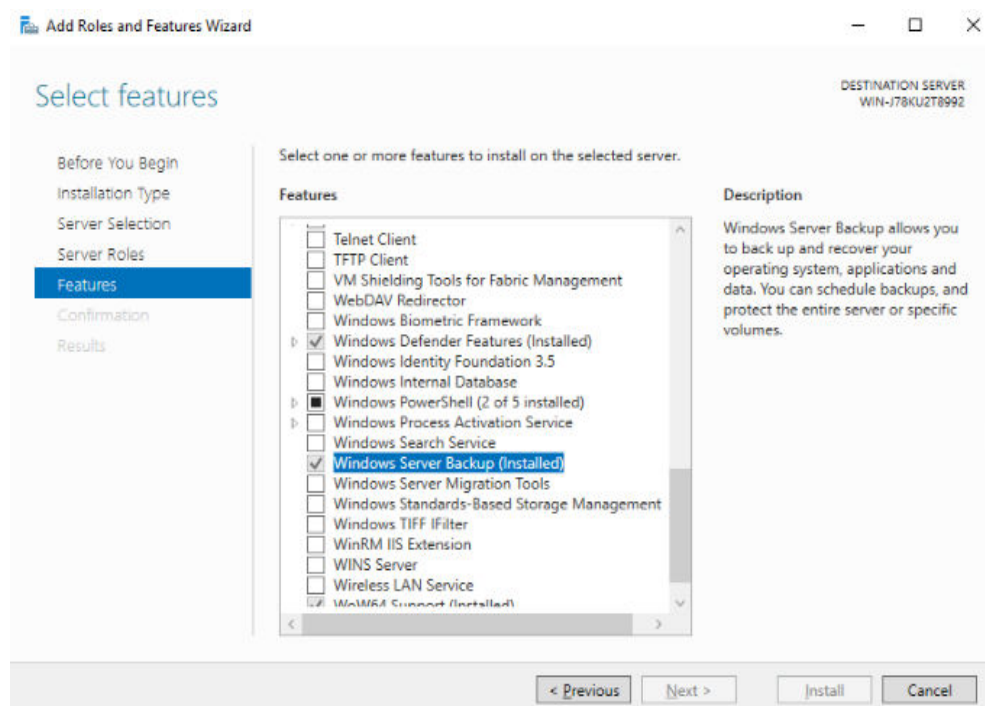 Add Roles and Features Wizard
Select features
DESTINATION SERVER
WIN-J78KU2T8992
Before You Begin
Installation Type
Server Selection
Server Roles
Features
Confirmation
Results
Select one or more features to install on the selected server.
Features
Telnet Client
TFTP Client
VM Shielding Tools for Fabric Management
WebDAV Redirector
Windows Biometric Framework
Windows Defender Features (Installed)
Windows Identity Foundation 3.5
Windows Internal Database
Windows PowerShell (2 of 5 installed)
Windows Process Activation Service
Windows Search Service
Windows Server Backup (Installed)
Windows Server Migration Tools
Windows Standards-Based Storage Management
Windows TIFF IFilter
WinRM IIS Extension
WINS Server
Wireless LAN Service
WoW64 Support (Installed)
Description
Windows Server Backup allows you
to back up and recover your
operating system, applications and
data. You can schedule backups, and
protect the entire server or specific
volumes.
< Previous
Next >
Install
Cancel